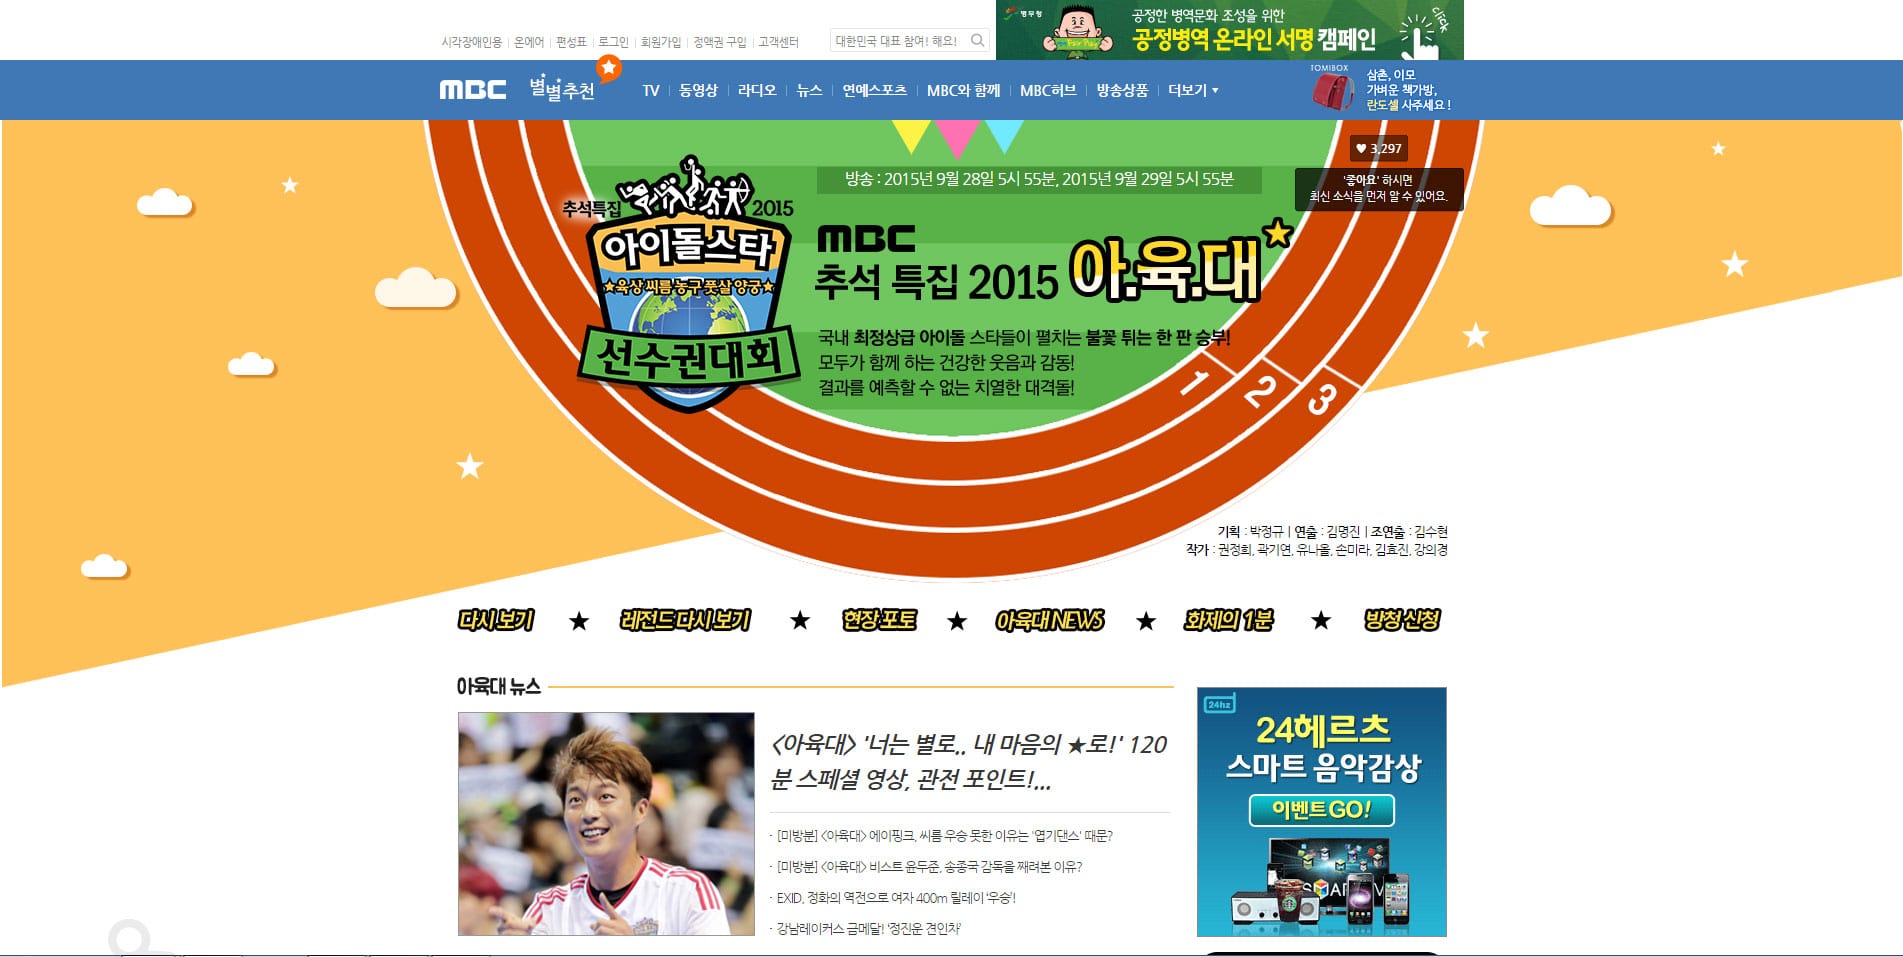 병무청
공정한 병역문화 조성을 위한
공정병역 온라인 서명 캠페인
click
Fair Play
시각장애인용 온에어 편성표 로그인 회원가입 정액권 구입 고객센터
대한민국 대표 참여! 해요!
MBC 별별추천 TV 동영상 라디오 뉴스 연예스포츠 MBC와 함께 MBC허브 방송상품 더보기 ▼
TOMIBOX
삼촌, 이모
가벼운 책가방,
란도셀 사주세요!
♥ 3,297
'좋아요' 하시면
최신 소식을 먼저 알 수 있어요.
방송 : 2015년 9월 28일 5시 55분, 2015년 9월 29일 5시 55분
추석특집 2015
아이돌스타
★육상 씨름 농구 풋살 양궁★
선수권대회
MBC
추석 특집 2015 아.육.대
국내 최정상급 아이돌 스타들이 펼치는 불꽃 튀는 한 판 승부!
모두가 함께 하는 건강한 웃음과 감동!
결과를 예측할 수 없는 치열한 대격돌!
1 2 3
기획 : 박정규 | 연출 : 김명진 | 조연출 : 김수현
작가 : 권정희, 곽기연, 유나올, 손미라, 김효진, 강의경
다시 보기 ★ 레전드 다시 보기 ★ 현장 포토 ★ 아육대 NEWS ★ 화제의 1분 ★ 방청 신청
아육대 뉴스
<아육대> '너는 별로.. 내 마음의 ★로!' 120
분 스페셜 영상, 관전 포인트!...
· [미방분] <아육대> 에이핑크, 씨름 우승 못한 이유는 '엽기댄스' 때문?
· [미방분] <아육대> 비스트 윤두준, 송종국 감독을 째려본 이유?
· EXID, 정화의 역전으로 여자 400m 릴레이 '우승'!
· 강남레이커스 금메달! '정진운 견인차'
24hz
24헤르츠
스마트 음악감상
이벤트 GO!